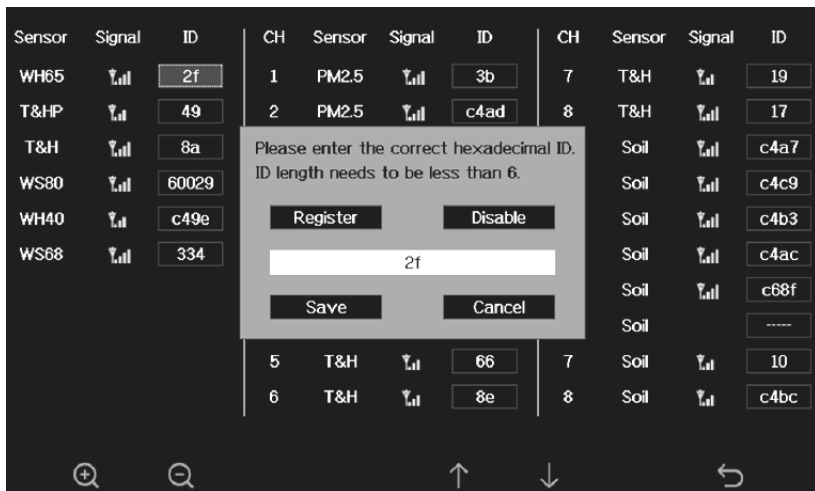 Sensor Signal ID CH Sensor Signal ID CH Sensor Signal ID
WH65 2f 1 PM2.5 3b 7 T&H 19
T&HP 49 2 PM2.5 c4ad 8 T&H 17
T&H 8a Soil c4a7
WS80 60029 Soil c4c9
WH40 c49e Soil c4b3
WS68 334 Soil c4ac
Soil c68f
Soil -----
Please enter the correct hexadecimal ID.
ID length needs to be less than 6.
Register Disable
2f
Save Cancel
5 T&H 66 7 Soil 10
6 T&H 8e 8 Soil c4bc